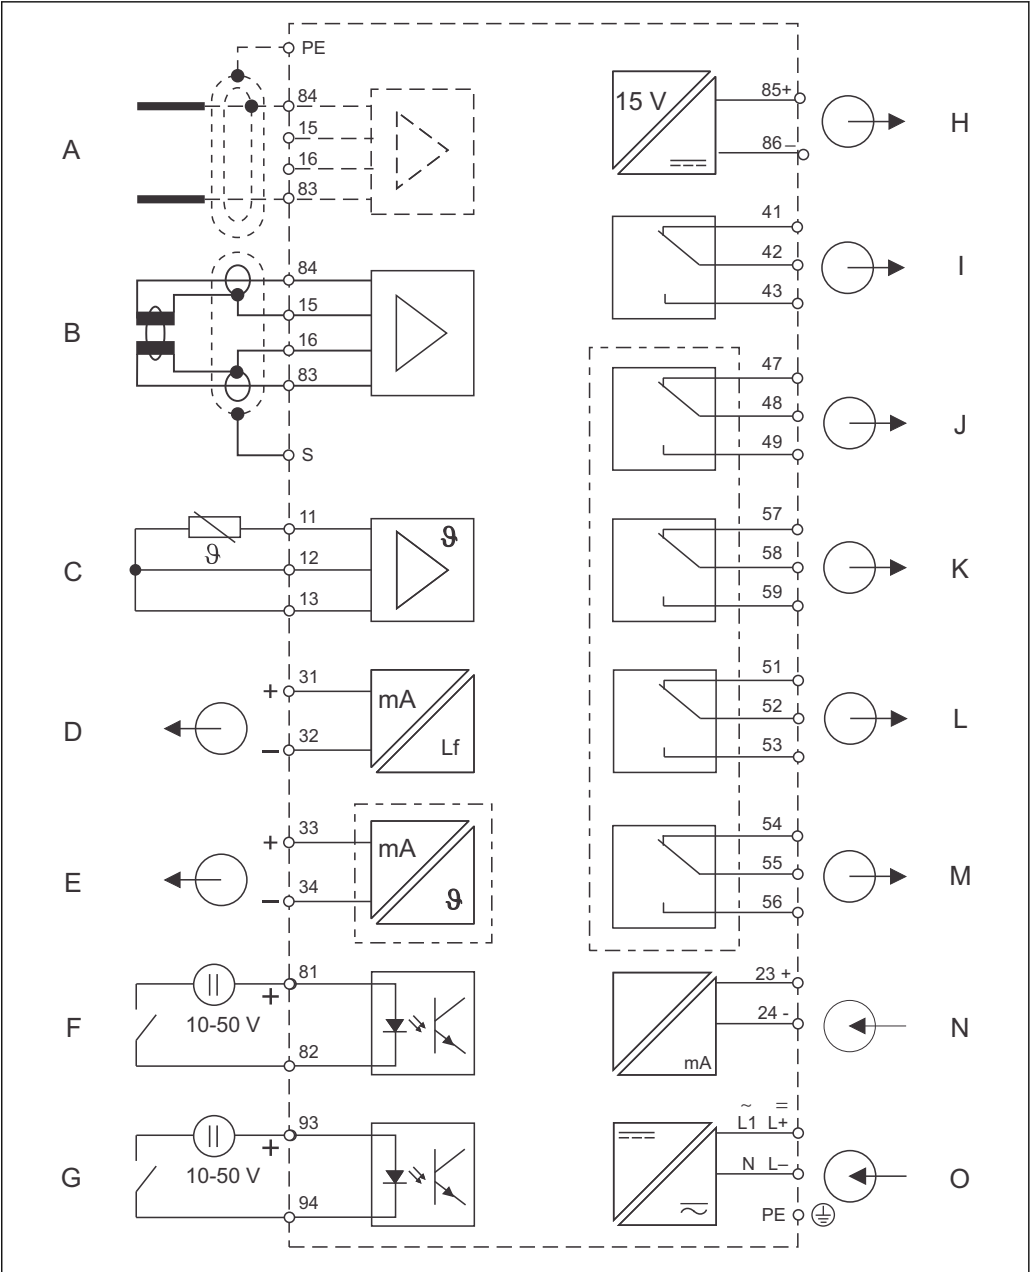 PE
A
84
15
16
83
B
84
15
16
83
S
C
ϑ
11
12
13
ϑ
D
+ 31
− 32
mA
Lf
E
+ 33
− 34
mA
ϑ
F
10-50 V
81
+
82
G
10-50 V
93
+
94
15 V
85+
86 −
H
41
42
43
I
47
48
49
J
57
58
59
K
51
52
53
L
54
55
56
M
23 +
24 -
mA
N
~ =
L1 L+
N L−
PE
O